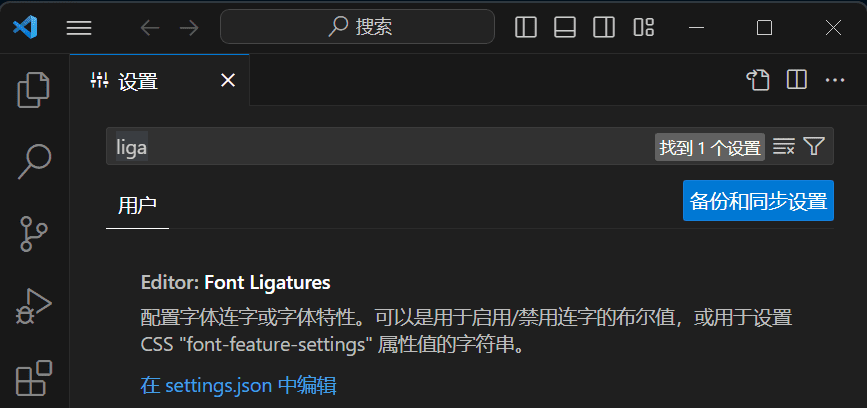 搜索
设置
liga
找到 1 个设置
用户
备份和同步设置
Editor: Font Ligatures
配置字体连字或字体特性。可以是用于启用/禁用连字的布尔值，或用于设置
CSS "font-feature-settings" 属性值的字符串。
在 settings.json 中编辑